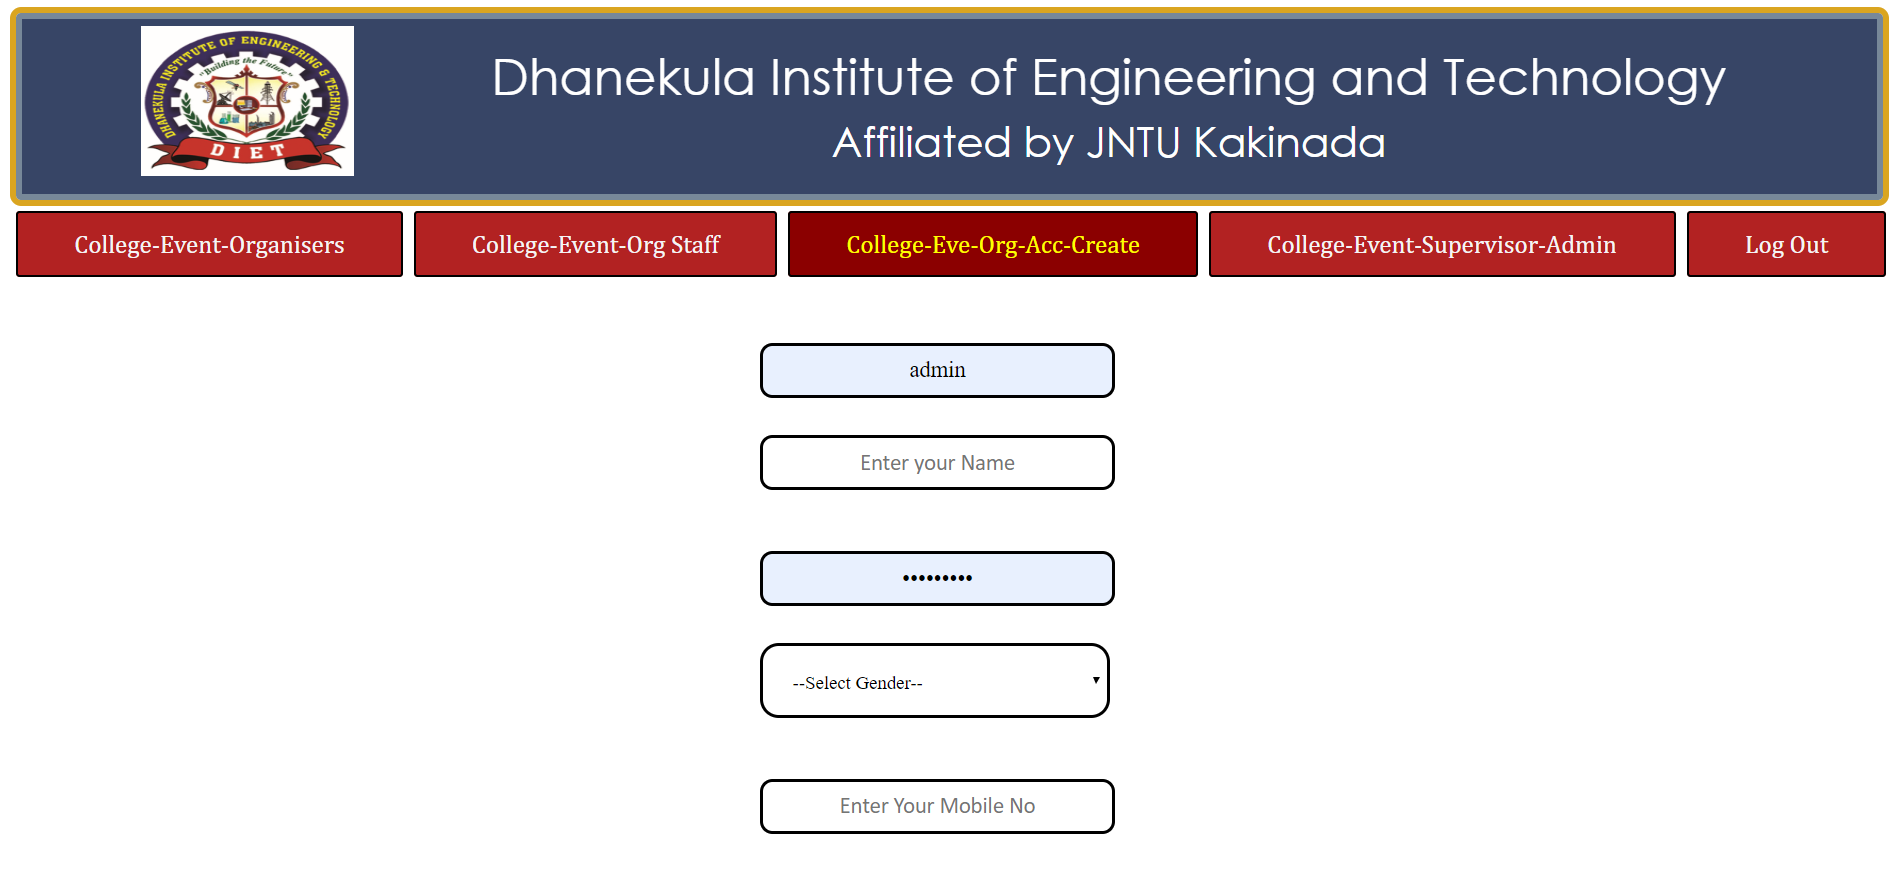 DHANEKULA INSTITUTE OF ENGINEERING & TECHNOLOGY
"Building the Future"
DIET
Dhanekula Institute of Engineering and Technology
Affiliated by JNTU Kakinada
College-Event-Organisers
College-Event-Org Staff
College-Eve-Org-Acc-Create
College-Event-Supervisor-Admin
Log Out
admin
Enter your Name
•••••••••
--Select Gender--
Enter Your Mobile No